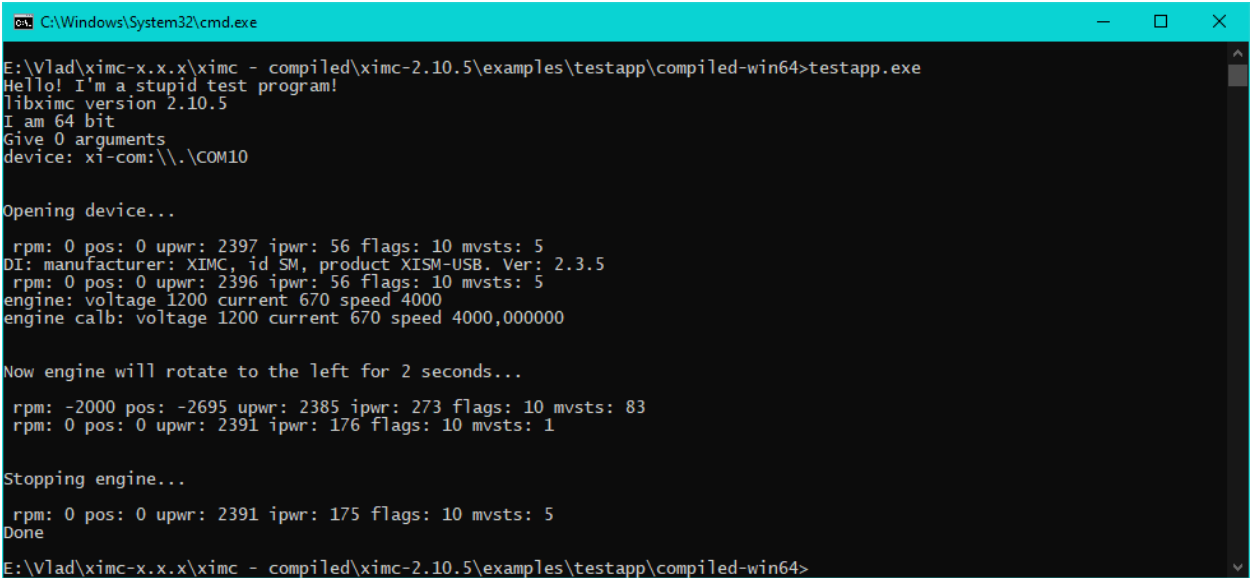 C:\Windows\System32\cmd.exe
E:\Vlad\ximc-x.x.x\ximc - compiled\ximc-2.10.5\examples\testapp\compiled-win64>testapp.exe
Hello! I'm a stupid test program!
libximc version 2.10.5
I am 64 bit
Give 0 arguments
device: xi-com:\\.\COM10
Opening device...
rpm: 0 pos: 0 upwr: 2397 ipwr: 56 flags: 10 mvsts: 5
DI: manufacturer: XIMC, id SM, product XISM-USB. Ver: 2.3.5
rpm: 0 pos: 0 upwr: 2396 ipwr: 56 flags: 10 mvsts: 5
engine: voltage 1200 current 670 speed 4000
engine calb: voltage 1200 current 670 speed 4000,000000
Now engine will rotate to the left for 2 seconds...
rpm: -2000 pos: -2695 upwr: 2385 ipwr: 273 flags: 10 mvsts: 83
rpm: 0 pos: 0 upwr: 2391 ipwr: 176 flags: 10 mvsts: 1
Stopping engine...
rpm: 0 pos: 0 upwr: 2391 ipwr: 175 flags: 10 mvsts: 5
Done
E:\Vlad\ximc-x.x.x\ximc - compiled\ximc-2.10.5\examples\testapp\compiled-win64>